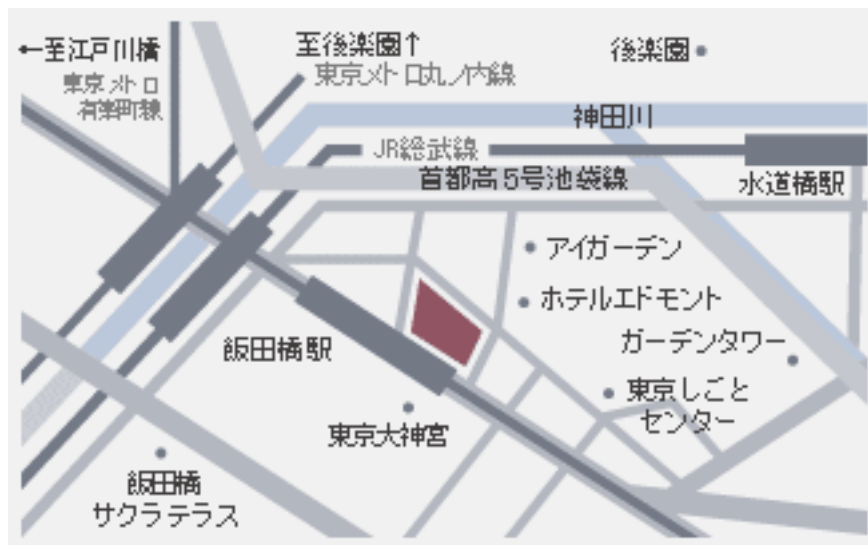 ←至江戸川橋
東京メトロ
有楽町線
至後楽園↑
東京メトロ丸ノ内線
後楽園
神田川
JR総武線
首都高5号池袋線
水道橋駅
アイガーデン
ホテルエドモント
ガーデンタワー
飯田橋駅
東京しごと
センター
東京大神宮
飯田橋
サクラテラス